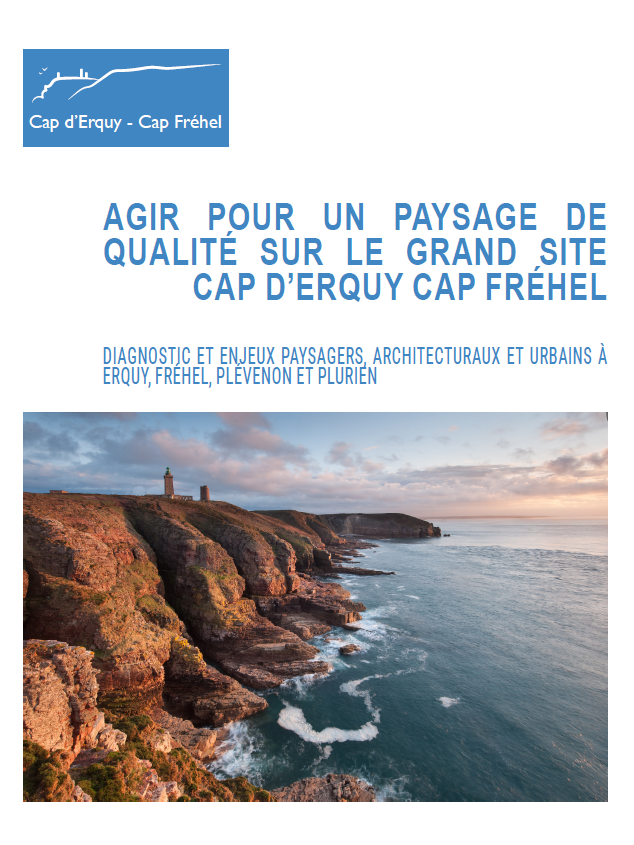 Cap d'Erquy - Cap Fréhel
AGIR POUR UN PAYSAGE DE
QUALITÉ SUR LE GRAND SITE
CAP D'ERQUY CAP FRÉHEL
DIAGNOSTIC ET ENJEUX PAYSAGERS, ARCHITECTURAUX ET URBAINS À
ERQUY, FRÉHEL, PLÉVENON ET PLURIEN